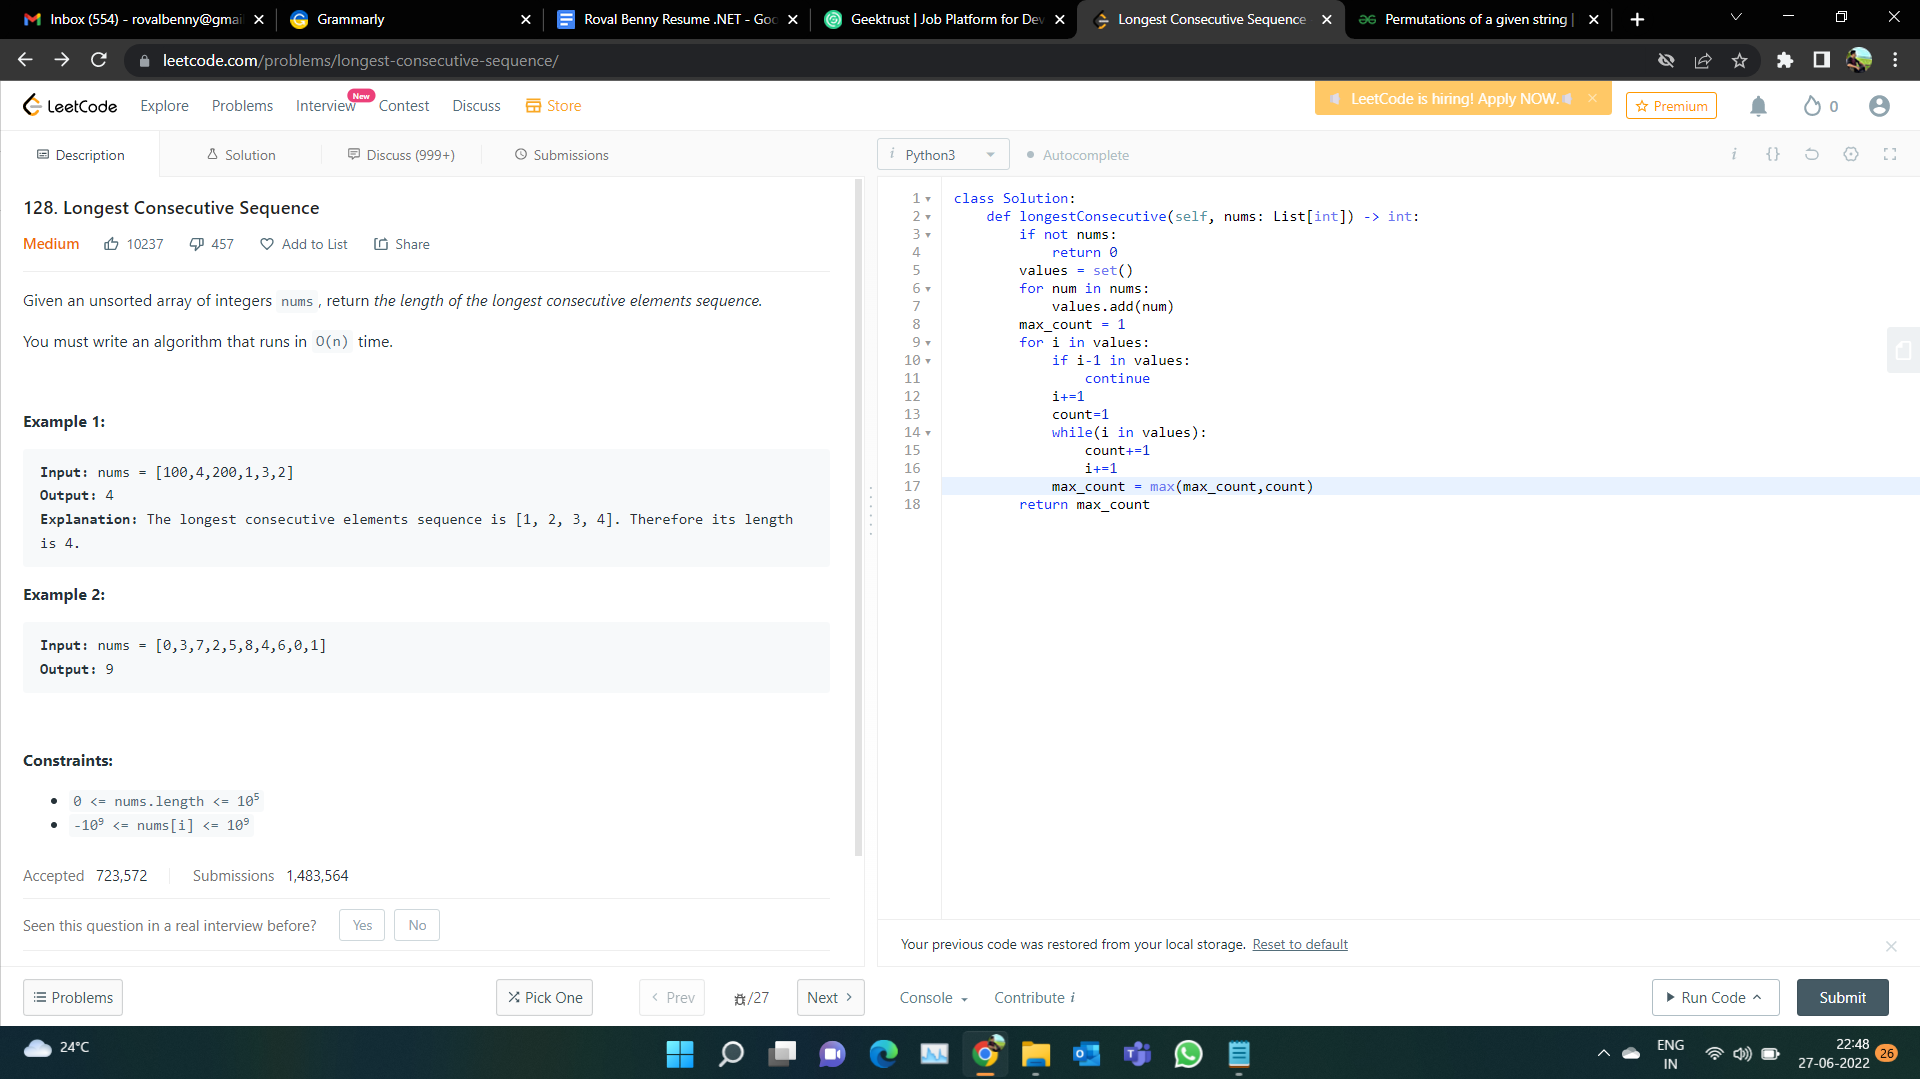 Inbox (554) - rovalbenny@gmai
Grammarly
Roval Benny Resume .NET - Goo
Geektrust | Job Platform for Dev
Longest Consecutive Sequence
Permutations of a given string |
leetcode.com/problems/longest-consecutive-sequence/
LeetCode
Explore
Problems
Interview
New
Contest
Discuss
Store
LeetCode is hiring! Apply NOW.
Premium
0
Description
Solution
Discuss (999+)
Submissions
i Python3
Autocomplete
i
{}
128. Longest Consecutive Sequence
Medium
10237
457
Add to List
Share
Given an unsorted array of integers nums , return the length of the longest consecutive elements sequence.
You must write an algorithm that runs in O(n) time.
Example 1:
Input: nums = [100,4,200,1,3,2]
Output: 4
Explanation: The longest consecutive elements sequence is [1, 2, 3, 4]. Therefore its length
is 4.
Example 2:
Input: nums = [0,3,7,2,5,8,4,6,0,1]
Output: 9
Constraints:
0 <= nums.length <= 10⁵
-10⁹ <= nums[i] <= 10⁹
Accepted 723,572
Submissions 1,483,564
Seen this question in a real interview before?
Yes
No
1 class Solution:
2     def longestConsecutive(self, nums: List[int]) -> int:
3         if not nums:
4             return 0
5         values = set()
6         for num in nums:
7             values.add(num)
8         max_count = 1
9         for i in values:
10             if i-1 in values:
11                 continue
12             i+=1
13             count=1
14             while(i in values):
15                 count+=1
16                 i+=1
17             max_count = max(max_count,count)
18         return max_count
Your previous code was restored from your local storage. Reset to default
Problems
Pick One
Prev
/27
Next
Console
Contribute i
Run Code
Submit
24°C
ENG
IN
22:48
27-06-2022
26